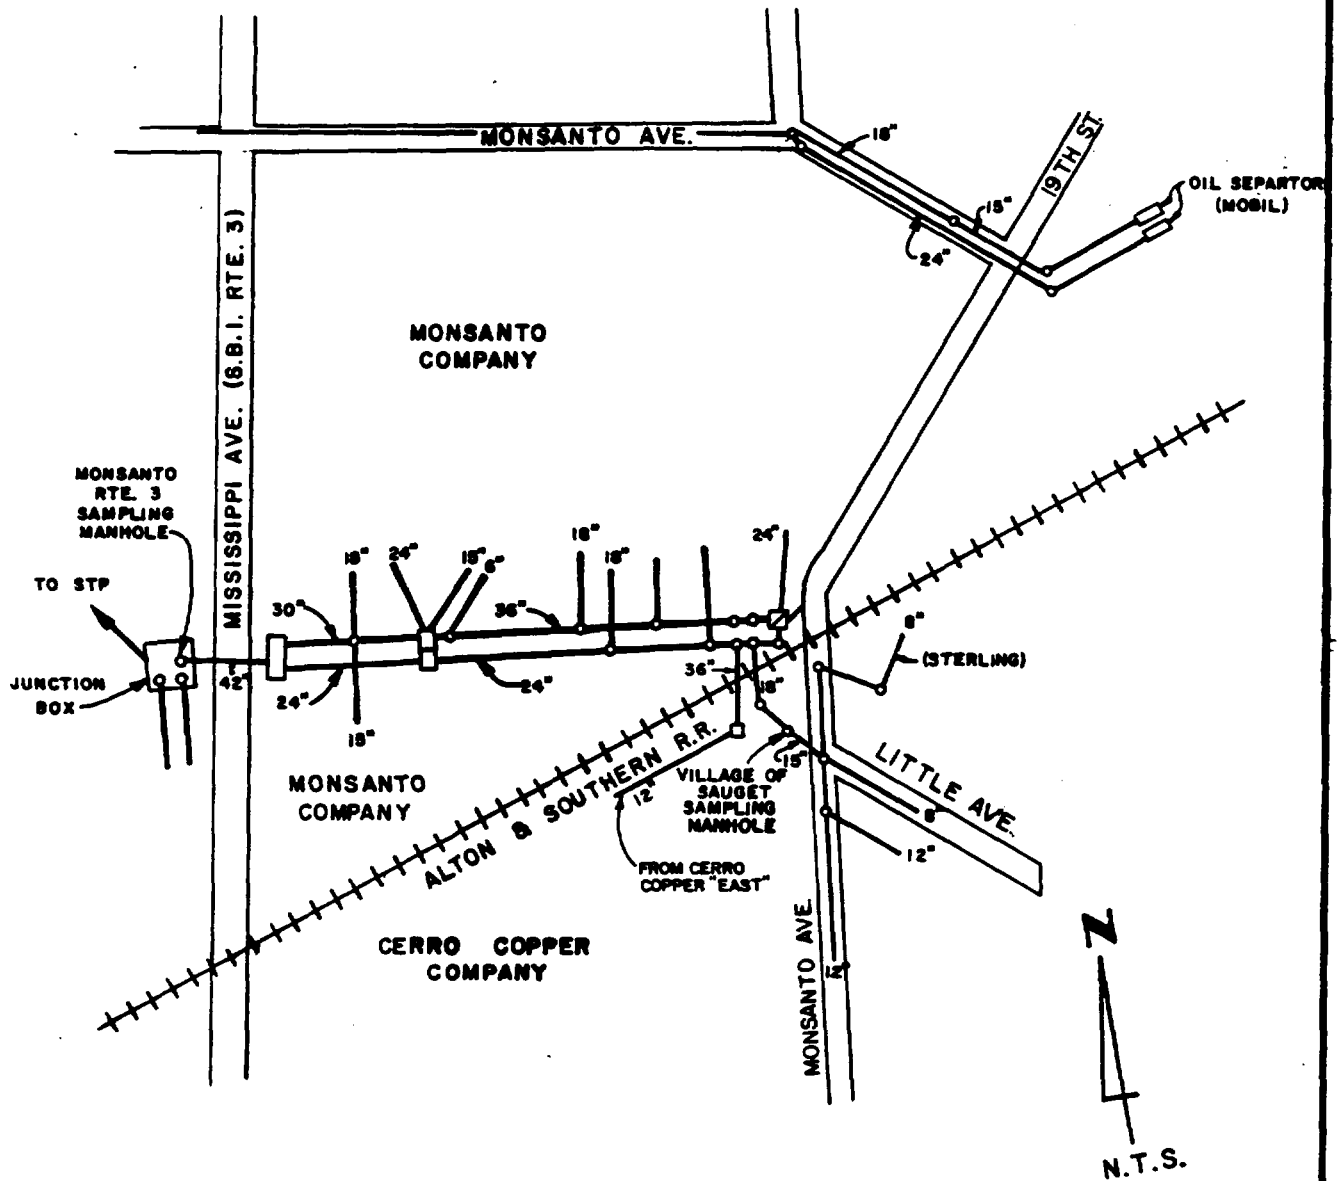 MONSANTO AVE.
18"
19TH ST.
15"
OIL SEPARTOR
(MOBIL)
24"
MISSISSIPPI AVE. (S.B.I. RTE. 3)
MONSANTO
COMPANY
MONSANTO
RTE. 3
SAMPLING
MANHOLE
TO STP
JUNCTION
BOX
42"
30"
24"
15"
24"
15"
6"
36"
18"
18"
24"
24"
36"
18"
15"
8"
(STERLING)
MONSANTO
COMPANY
ALTON & SOUTHERN R.R.
12"
VILLAGE OF
SAUGET
SAMPLING
MANHOLE
15"
LITTLE AVE.
12"
FROM CERRO
COPPER "EAST"
CERRO COPPER
COMPANY
MONSANTO AVE.
12"
N
N.T.S.